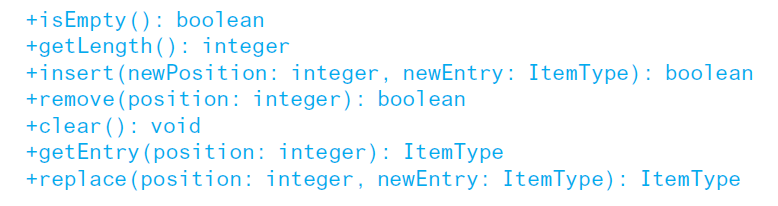 +isEmpty(): boolean
+getLength(): integer
+insert(newPosition: integer, newEntry: ItemType): boolean
+remove(position: integer): boolean
+clear(): void
+getEntry(position: integer): ItemType
+replace(position: integer, newEntry: ItemType): ItemType